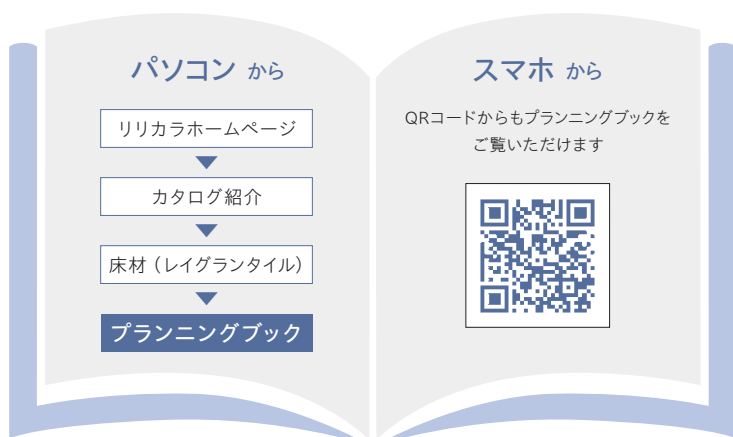 パソコン から
リリカラホームページ
カタログ紹介
床材（レイグランタイル）
プランニングブック
スマホ から
QRコードからもプランニングブックを
ご覧いただけます